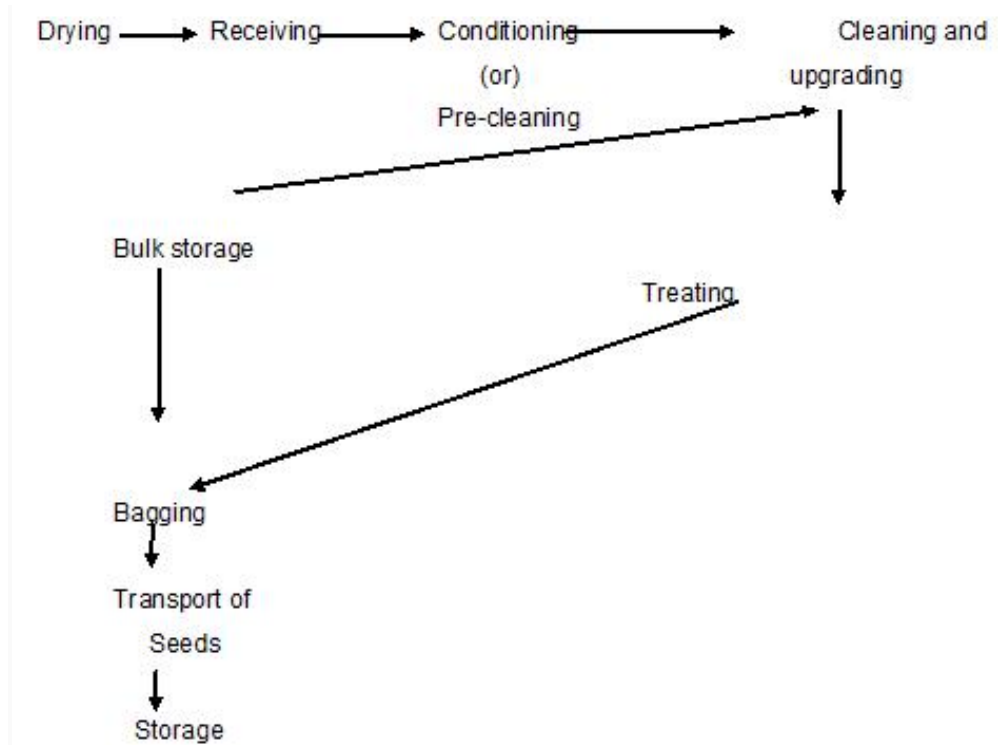 Drying Receiving Conditioning Cleaning and
(or) upgrading
Pre-cleaning
Bulk storage
Treating
Bagging
Transport of
Seeds
Storage